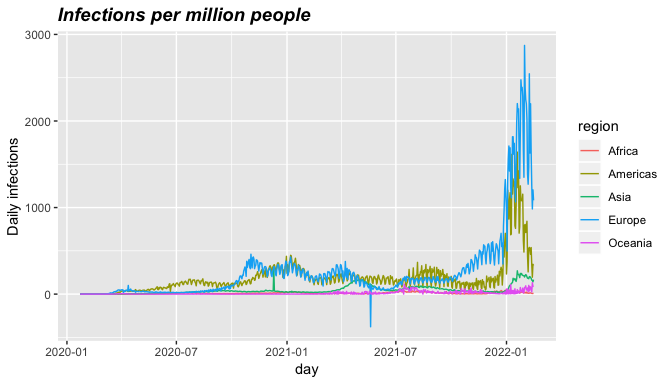 Infections per million people
3000
2000
1000
0
Daily infections
2020-01
2020-07
2021-01
2021-07
2022-01
day
region
Africa
Americas
Asia
Europe
Oceania